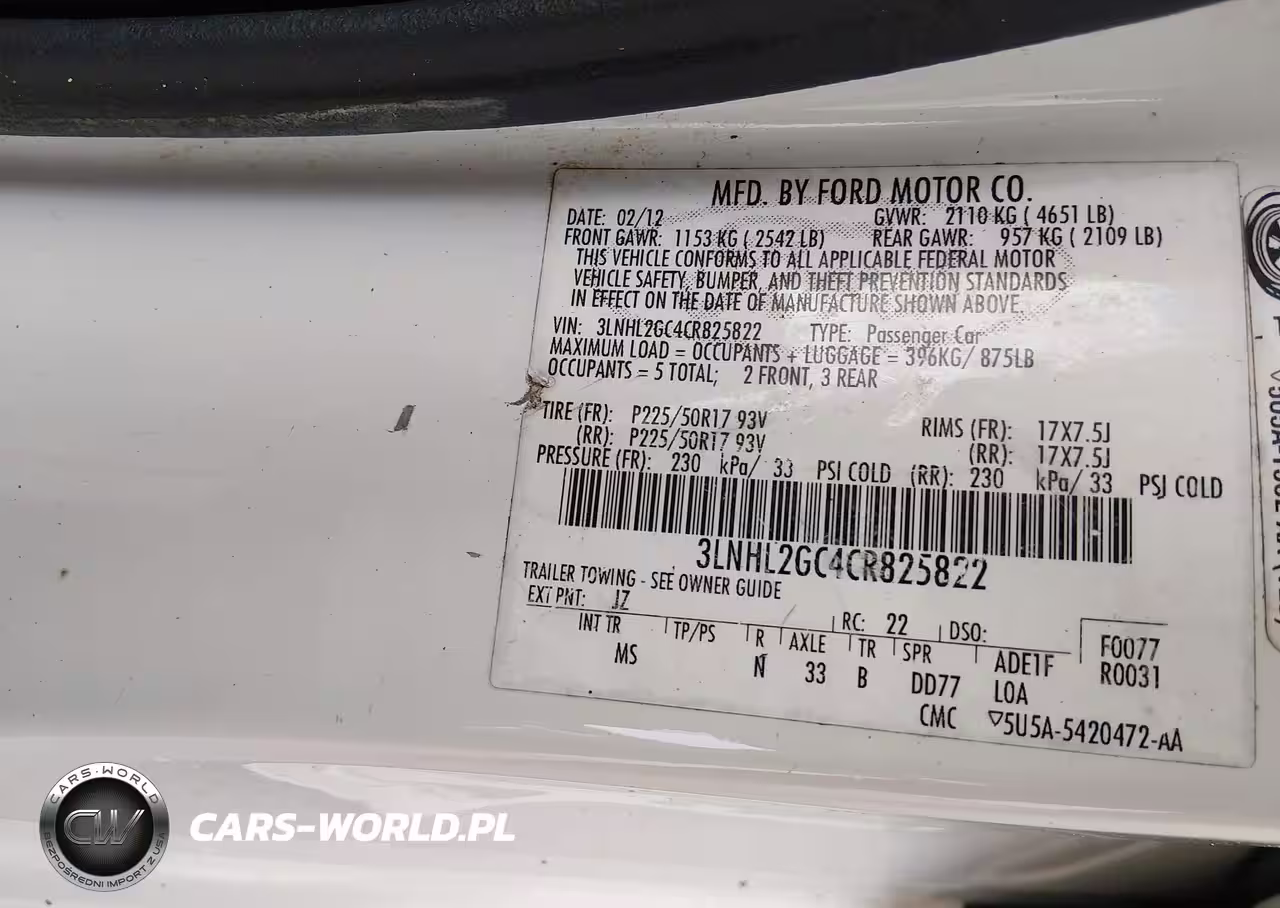 MFD. BY FORD MOTOR CO.
DATE: 02/12 GVWR: 2110 KG ( 4651 LB)
FRONT GAWR: 1153 KG ( 2542 LB) REAR GAWR: 957 KG ( 2109 LB)
THIS VEHICLE CONFORMS TO ALL APPLICABLE FEDERAL MOTOR
VEHICLE SAFETY, BUMPER, AND THEFT PREVENTION STANDARDS
IN EFFECT ON THE DATE OF MANUFACTURE SHOWN ABOVE.
VIN: 3LNHL2GC4CR825822 TYPE: Passenger Car
MAXIMUM LOAD = OCCUPANTS + LUGGAGE = 396KG/ 875LB
OCCUPANTS = 5 TOTAL; 2 FRONT, 3 REAR
TIRE (FR): P225/50R17 93V RIMS (FR): 17X7.5J
(RR): P225/50R17 93V (RR): 17X7.5J
PRESSURE (FR): 230 kPa/ 33 PSI COLD (RR): 230 kPa/ 33 PSI COLD
3LNHL2GC4CR825822
TRAILER TOWING - SEE OWNER GUIDE
EXT PNT: JZ RC: 22 DSO: F0077
INT TR TP/PS R AXLE TR SPR ADE1F R0031
MS N 33 B DD77 LOA
CMC ▽5U5A-5420472-AA
CARS-WORLD
CW
BEZPOŚREDNI IMPORT Z USA
CARS-WORLD.PL